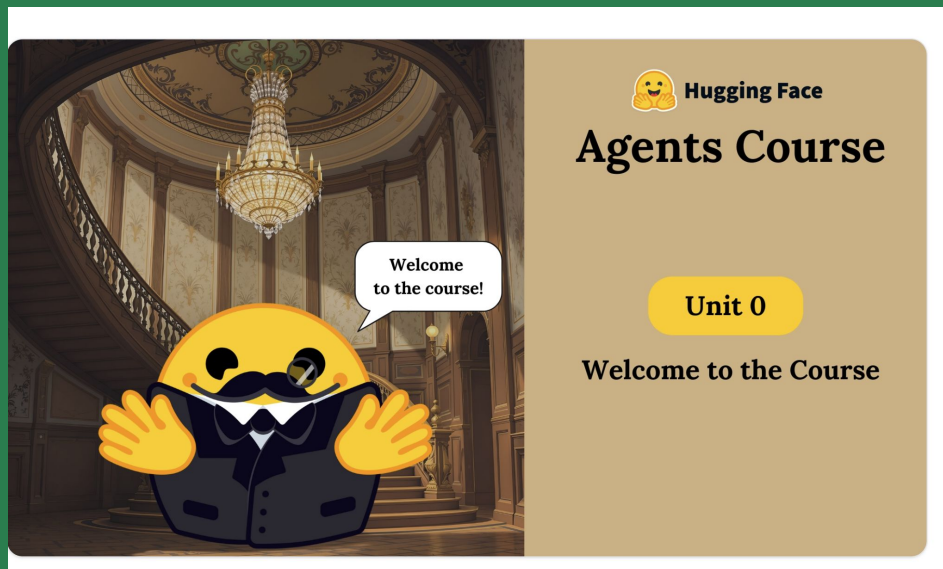 Hugging Face
Agents Course
Welcome
to the course!
Unit 0
Welcome to the Course